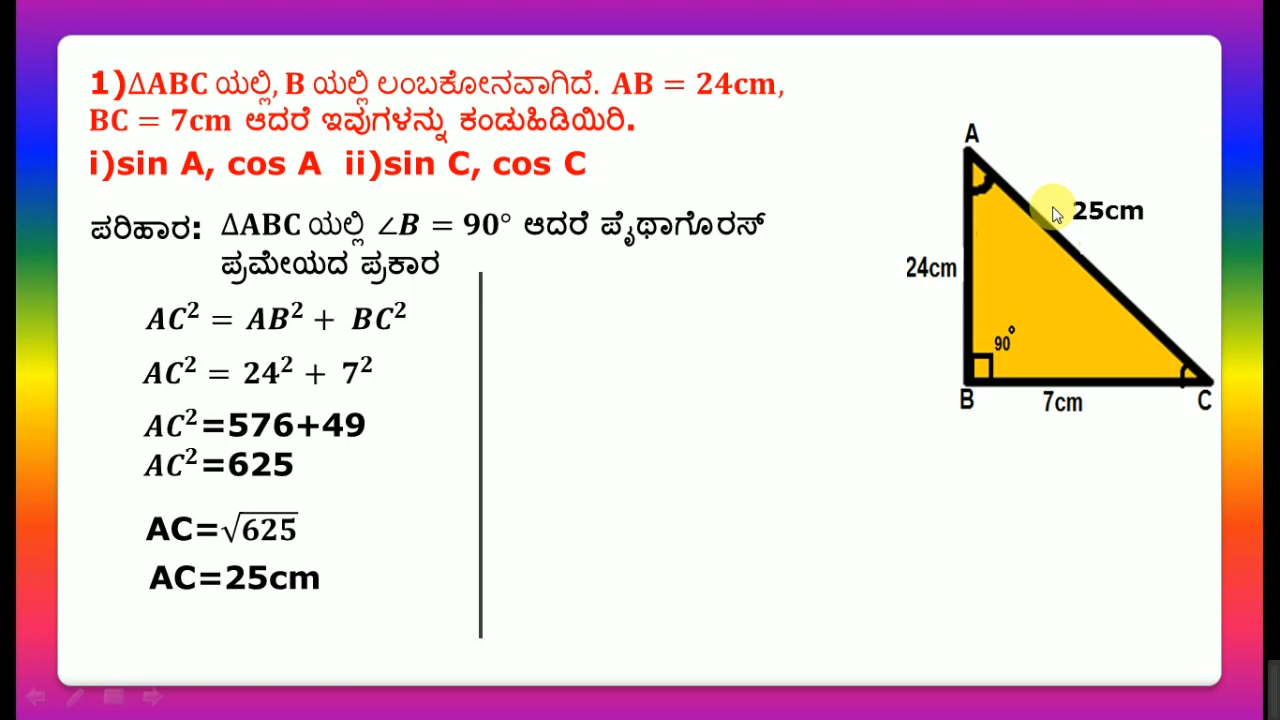 1)∆ABC ಯಲ್ಲಿ, B ಯಲ್ಲಿ ಲಂಬಕೋನವಾಗಿದೆ. AB = 24cm,
BC = 7cm ಆದರೆ ಇವುಗಳನ್ನು ಕಂಡುಹಿಡಿಯಿರಿ.
i)sin A, cos A ii)sin C, cos C
ಪರಿಹಾರ: ∆ABC ಯಲ್ಲಿ ∠B = 90° ಆದರೆ ಪೈಥಾಗೊರಸ್
ಪ್ರಮೇಯದ ಪ್ರಕಾರ
AC² = AB² + BC²
AC² = 24² + 7²
AC²=576+49
AC²=625
AC=√625
AC=25cm
A
25cm
24cm
90°
B
7cm
C